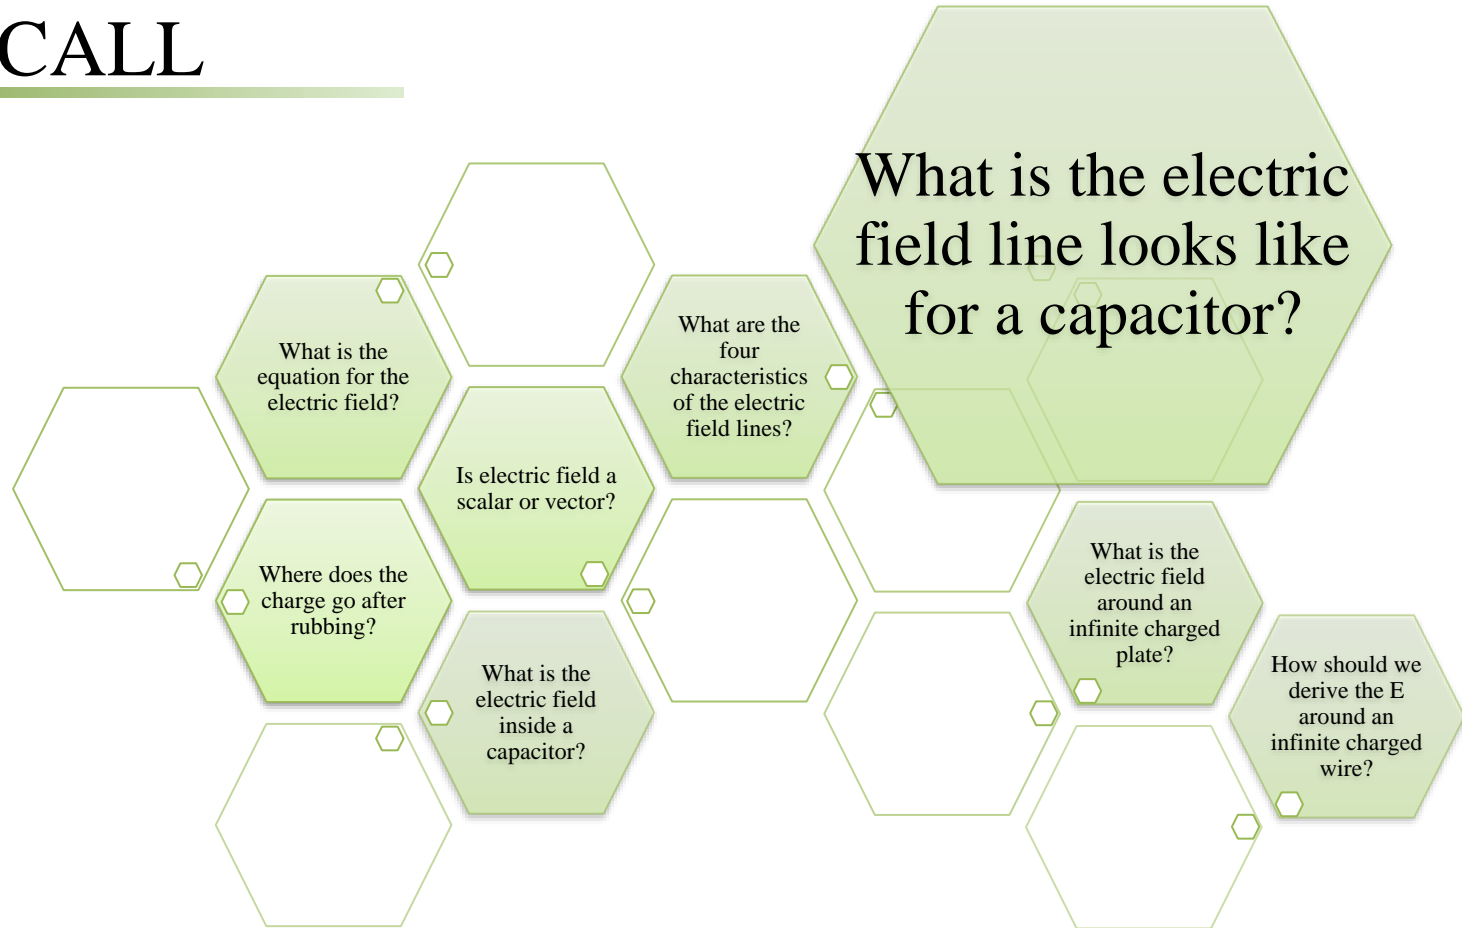 CALL
What is the electric
field line looks like
for a capacitor?
What is the
equation for the
electric field?
What are the
four
characteristics
of the electric
field lines?
Is electric field a
scalar or vector?
Where does the
charge go after
rubbing?
What is the
electric field
inside a
capacitor?
What is the
electric field
around an
infinite charged
plate?
How should we
derive the E
around an
infinite charged
wire?